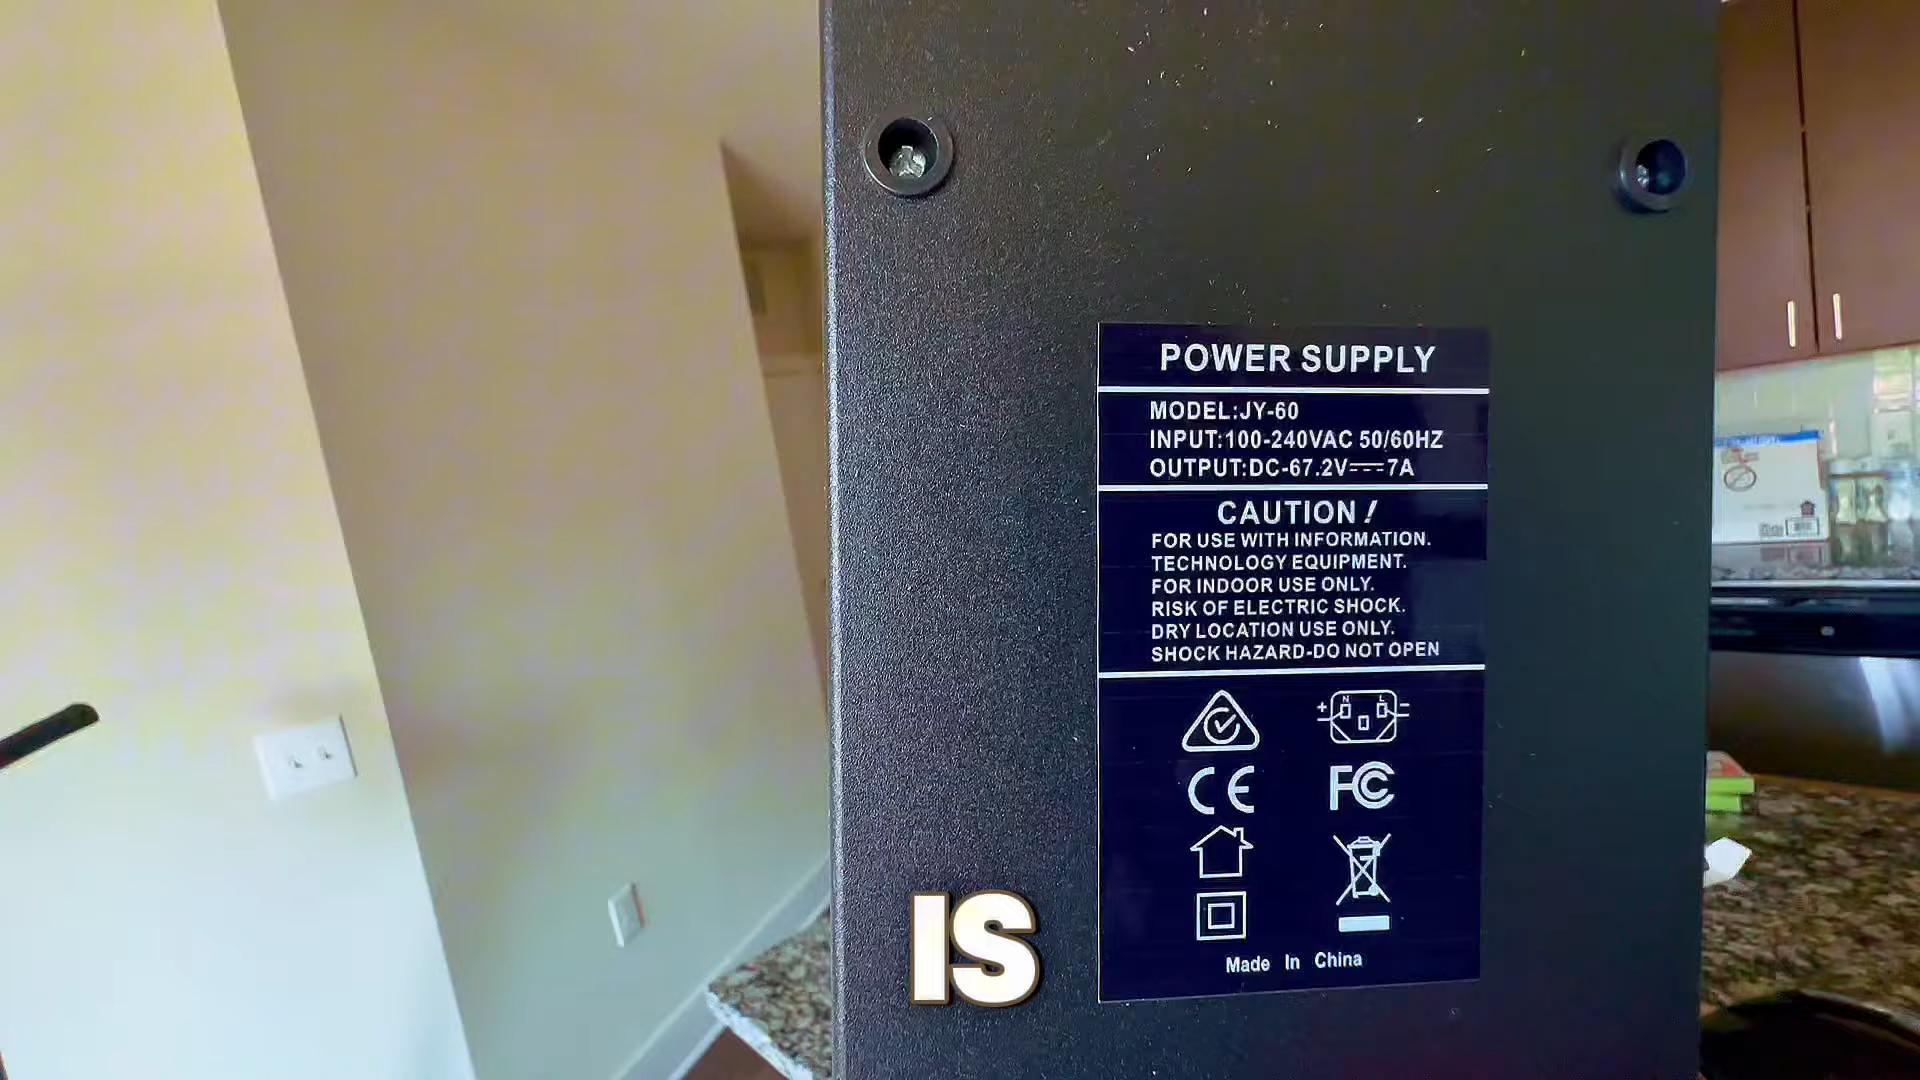 POWER SUPPLY
MODEL:JY-60
INPUT:100-240VAC 50/60HZ
OUTPUT:DC-67.2V⎓7A
CAUTION!
FOR USE WITH INFORMATION.
TECHNOLOGY EQUIPMENT.
FOR INDOOR USE ONLY.
RISK OF ELECTRIC SHOCK.
DRY LOCATION USE ONLY.
SHOCK HAZARD-DO NOT OPEN
+ N L -
CE FC
Made In China
IS